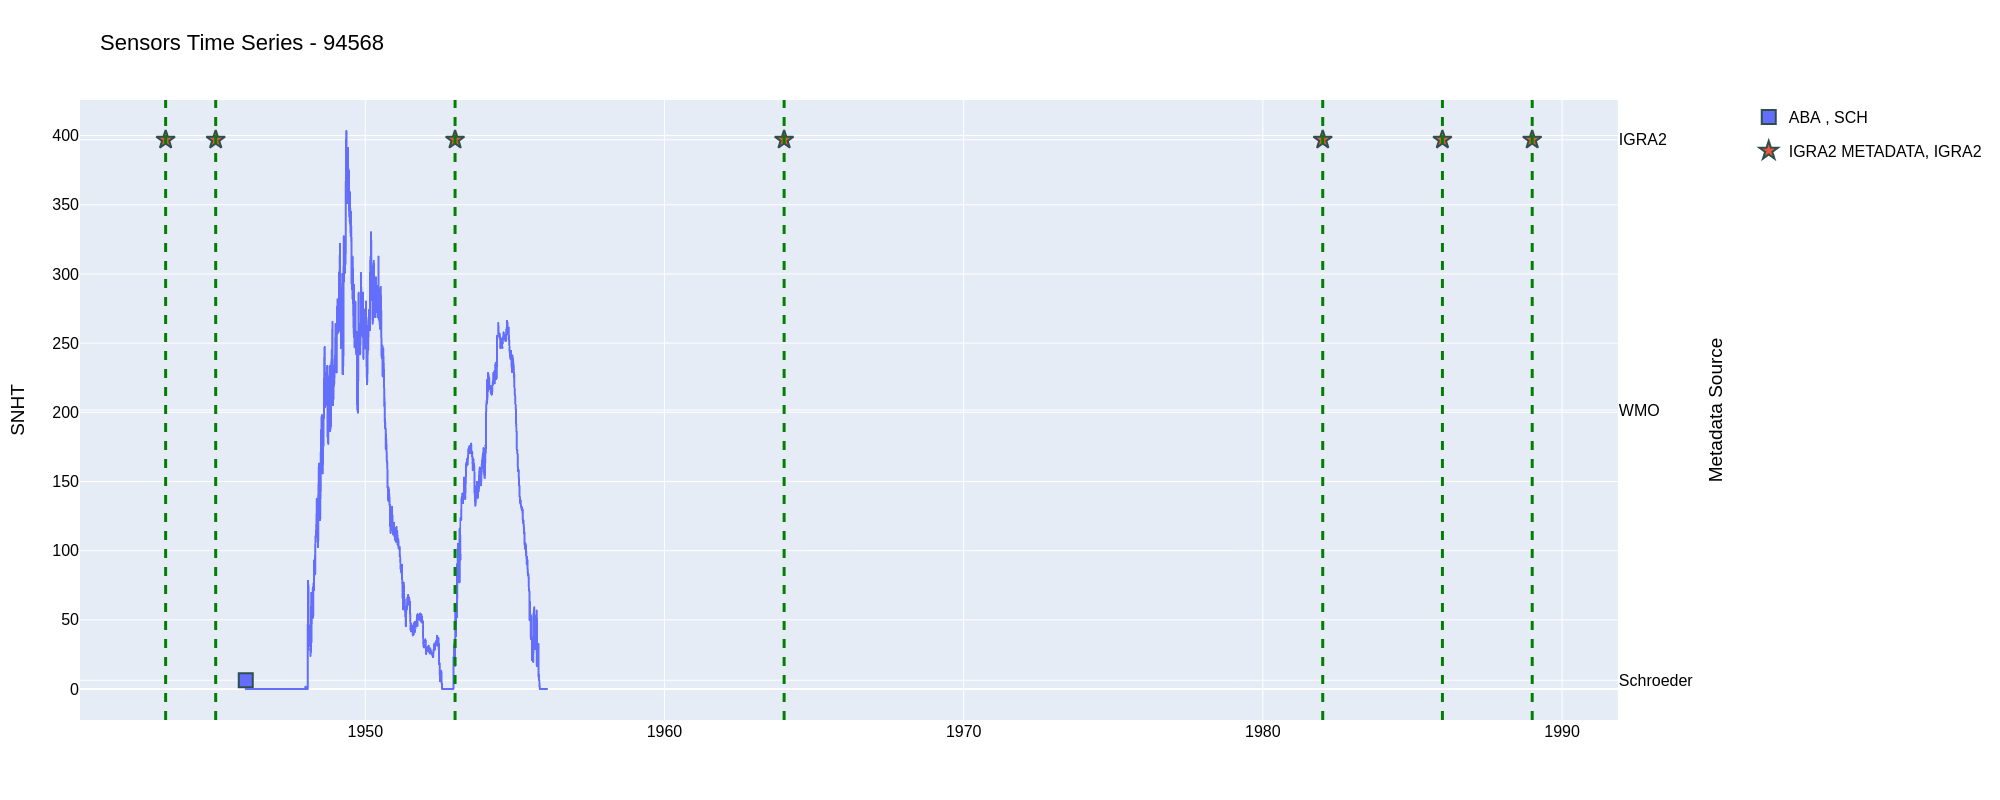 Sensors Time Series - 94568
ABA , SCH
IGRA2 METADATA, IGRA2
SNHT
400
350
300
250
200
150
100
50
0
1950
1960
1970
1980
1990
IGRA2
WMO
Schroeder
Metadata Source